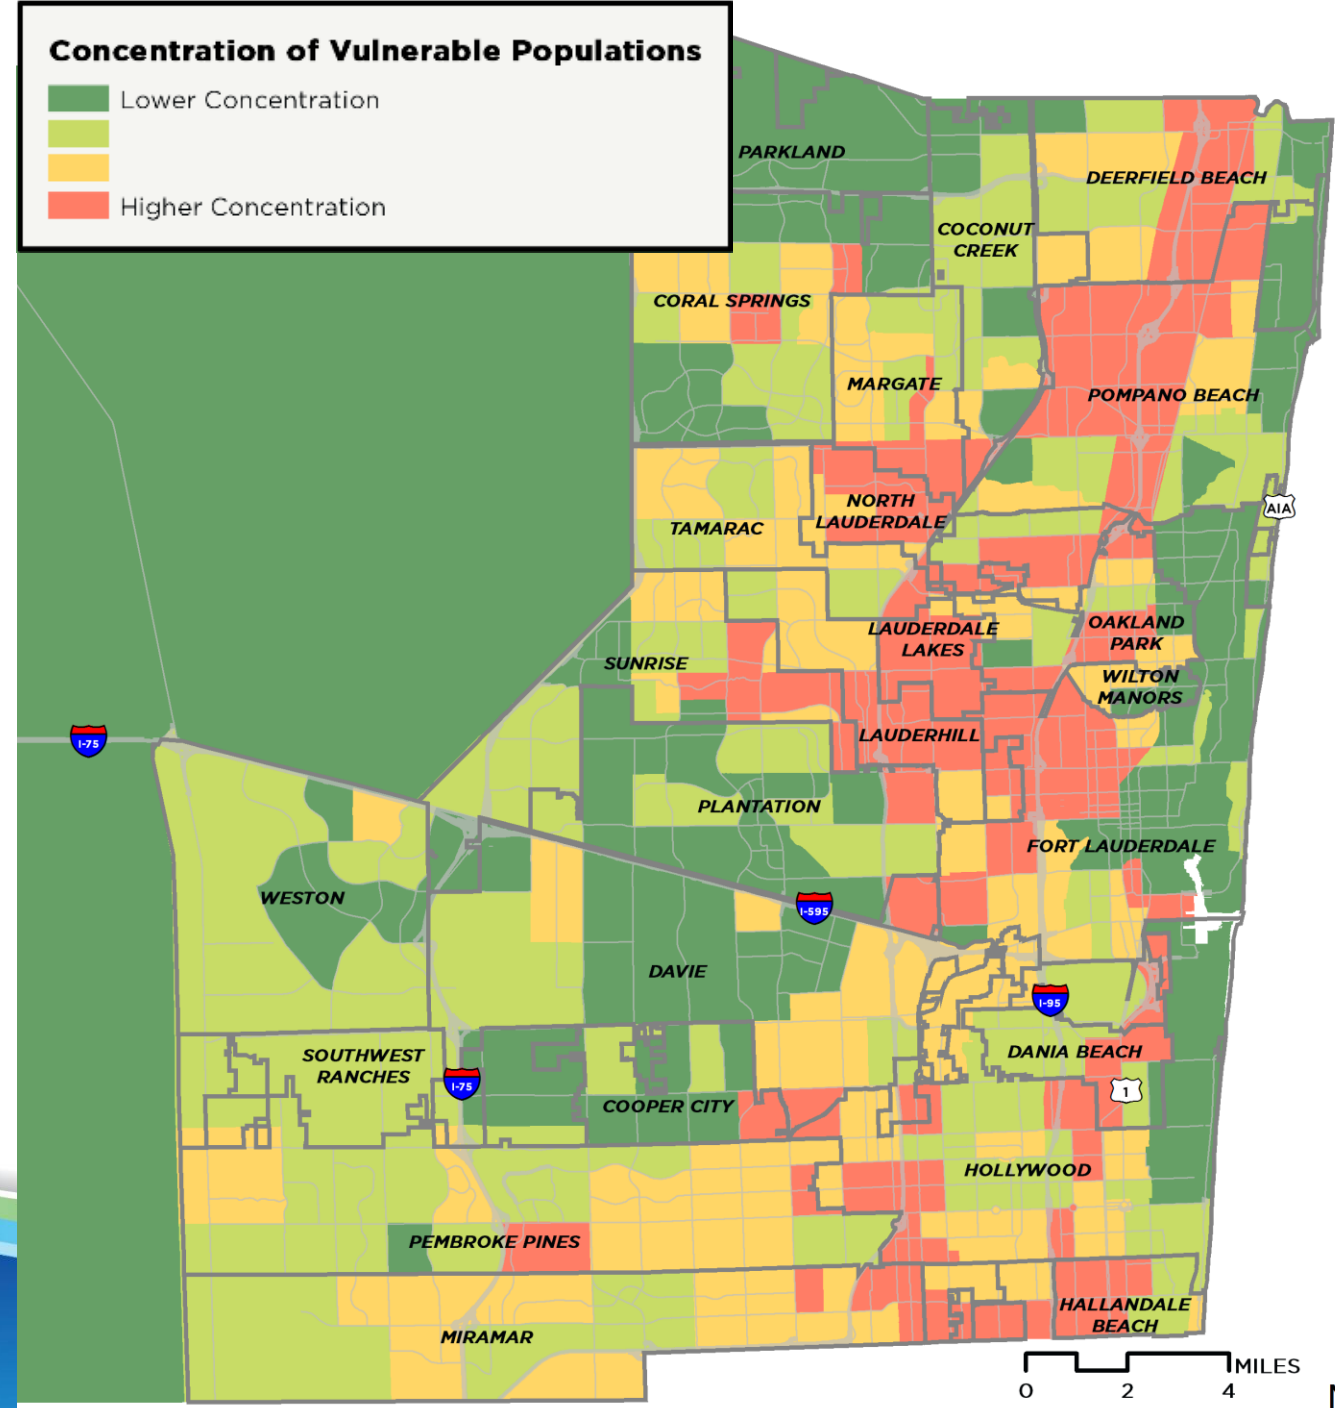 Concentration of Vulnerable Populations
Lower Concentration
Higher Concentration
PARKLAND
DEERFIELD BEACH
COCONUT
CREEK
CORAL SPRINGS
MARGATE
POMPANO BEACH
NORTH
LAUDERDALE
TAMARAC
A1A
LAUDERDALE
LAKES
OAKLAND
PARK
SUNRISE
WILTON
MANORS
I-75
LAUDERHILL
PLANTATION
FORT LAUDERDALE
WESTON
I-595
DAVIE
I-95
SOUTHWEST
RANCHES
DANIA BEACH
I-75
1
COOPER CITY
HOLLYWOOD
PEMBROKE PINES
HALLANDALE
BEACH
MIRAMAR
MILES
0 2 4